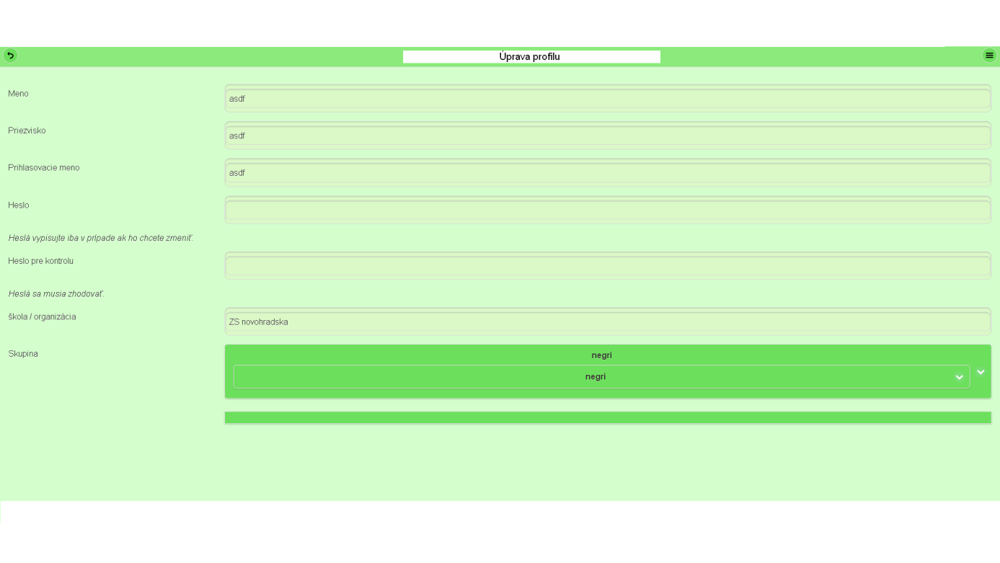 Úprava profilu
Meno
asdf
Priezvisko
asdf
Prihlasovacie meno
asdf
Heslo
Heslá vypisujte iba v prípade ak ho chcete zmeniť.
Heslo pre kontrolu
Heslá sa musia zhodovať.
škola / organizácia
ZS novohradska
Skupina
negri
negri